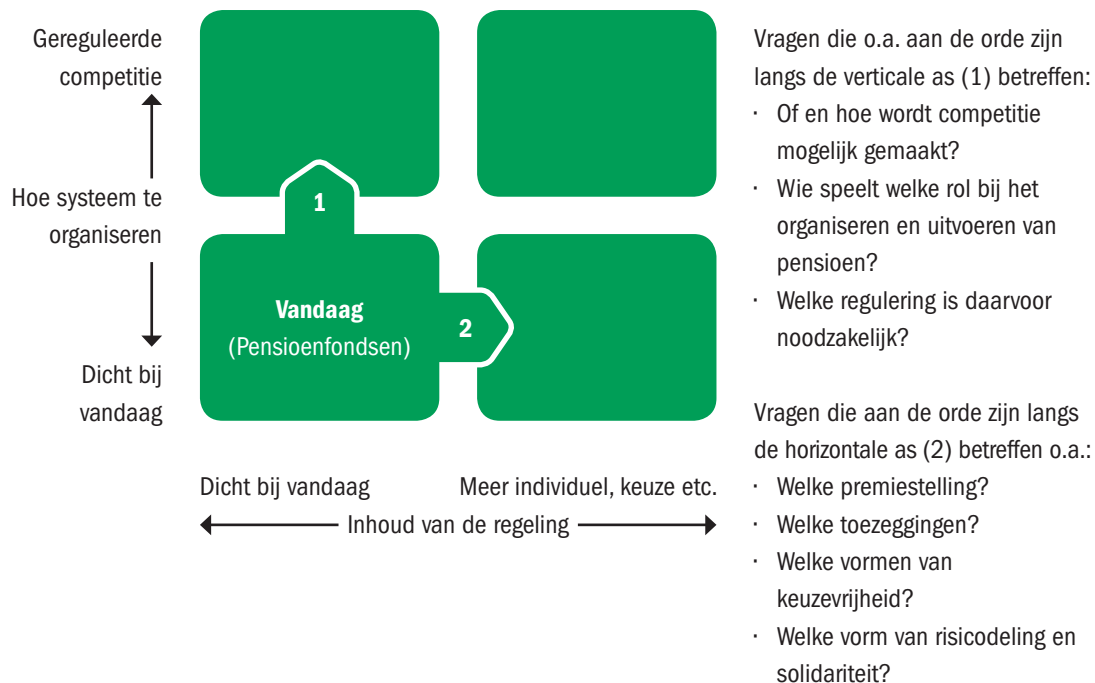 Gereguleerde
competitie
Hoe systeem te
organiseren
Dicht bij
vandaag
1
Vandaag
(Pensioenfondsen)
2
Dicht bij vandaag
Meer individuel, keuze etc.
Inhoud van de regeling
Vragen die o.a. aan de orde zijn
langs de verticale as (1) betreffen:
· Of en hoe wordt competitie
mogelijk gemaakt?
· Wie speelt welke rol bij het
organiseren en uitvoeren van
pensioen?
· Welke regulering is daarvoor
noodzakelijk?
Vragen die aan de orde zijn langs
de horizontale as (2) betreffen o.a.:
· Welke premiestelling?
· Welke toezeggingen?
· Welke vormen van
keuzevrijheid?
· Welke vorm van risicodeling en
solidariteit?